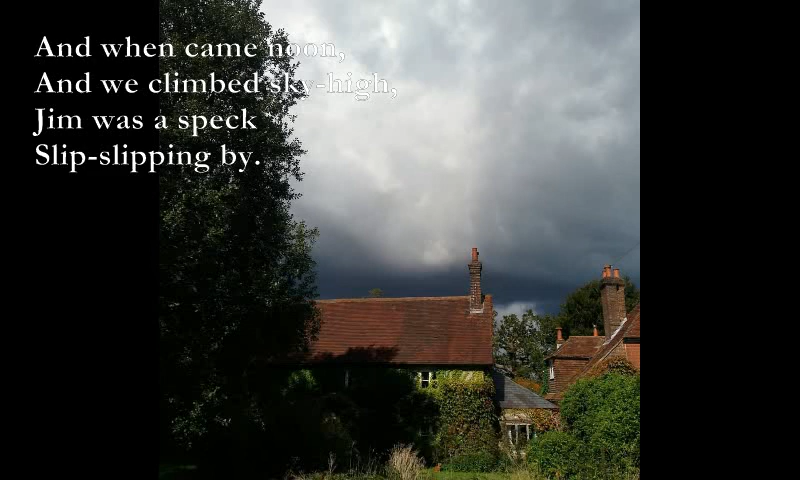 And when came noon,
And we climbed sky-high,
Jim was a speck
Slip-slipping by.